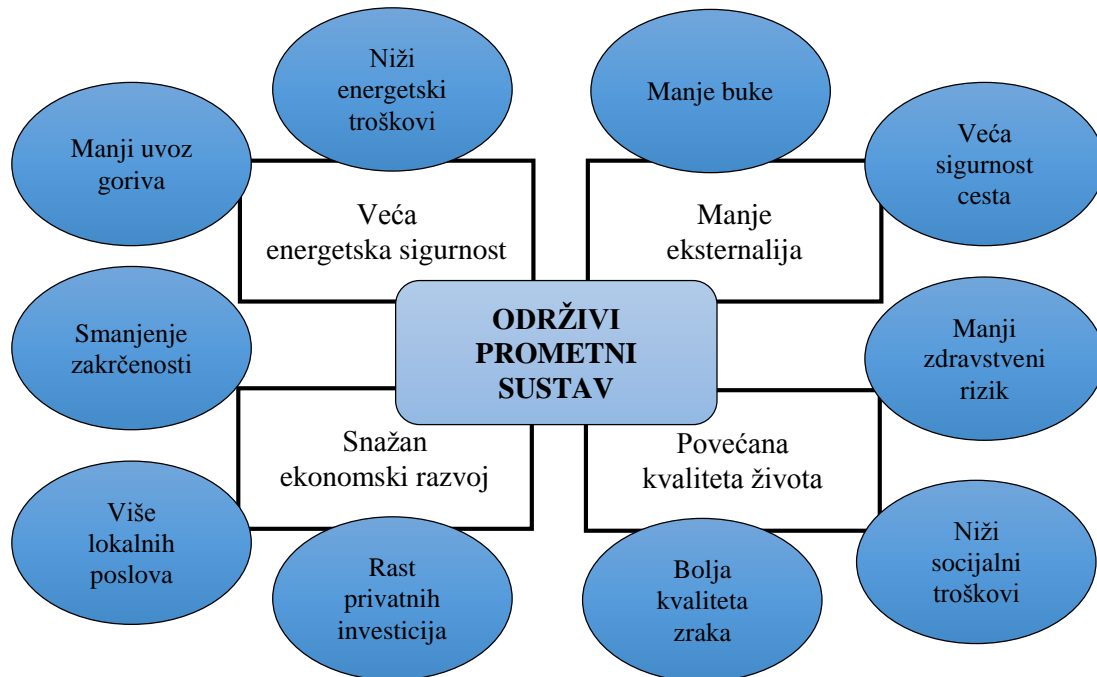 Niži
energetski
troškovi
Manje buke
Manji uvoz
goriva
Veća
sigurnost
cesta
Veća
energetska sigurnost
Manje
eksternalija
Smanjenje
zakrčenosti
ODRŽIVI
PROMETNI
SUSTAV
Manji
zdravstveni
rizik
Snažan
ekonomski razvoj
Povećana
kvaliteta života
Više
lokalnih
poslova
Rast
privatnih
investicija
Bolja
kvaliteta
zraka
Niži
socijalni
troškovi